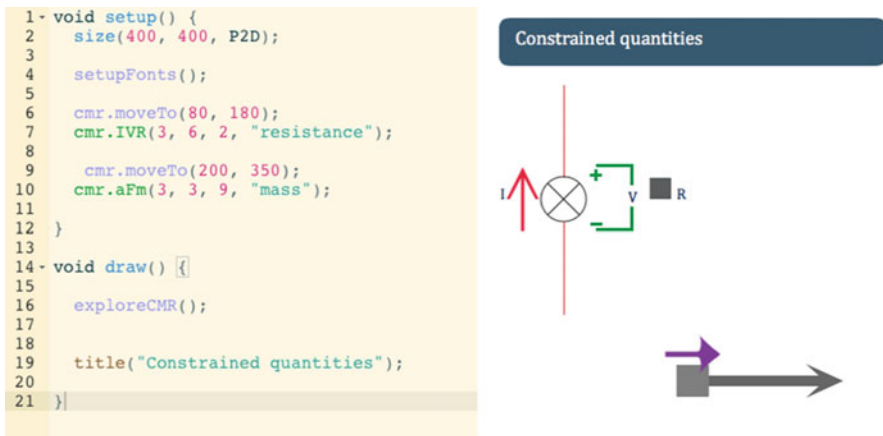 1 void setup() {
2 size(400, 400, P2D);
3
4 setupFonts();
5
6 cmr.moveTo(80, 180);
7 cmr.IVR(3, 6, 2, "resistance");
8
9 cmr.moveTo(200, 350);
10 cmr.aFm(3, 3, 9, "mass");
11
12 }
13
14 void draw() {
15
16 exploreCMR();
17
18
19 title("Constrained quantities");
20
21 }
Constrained quantities
I
+
V
R
-